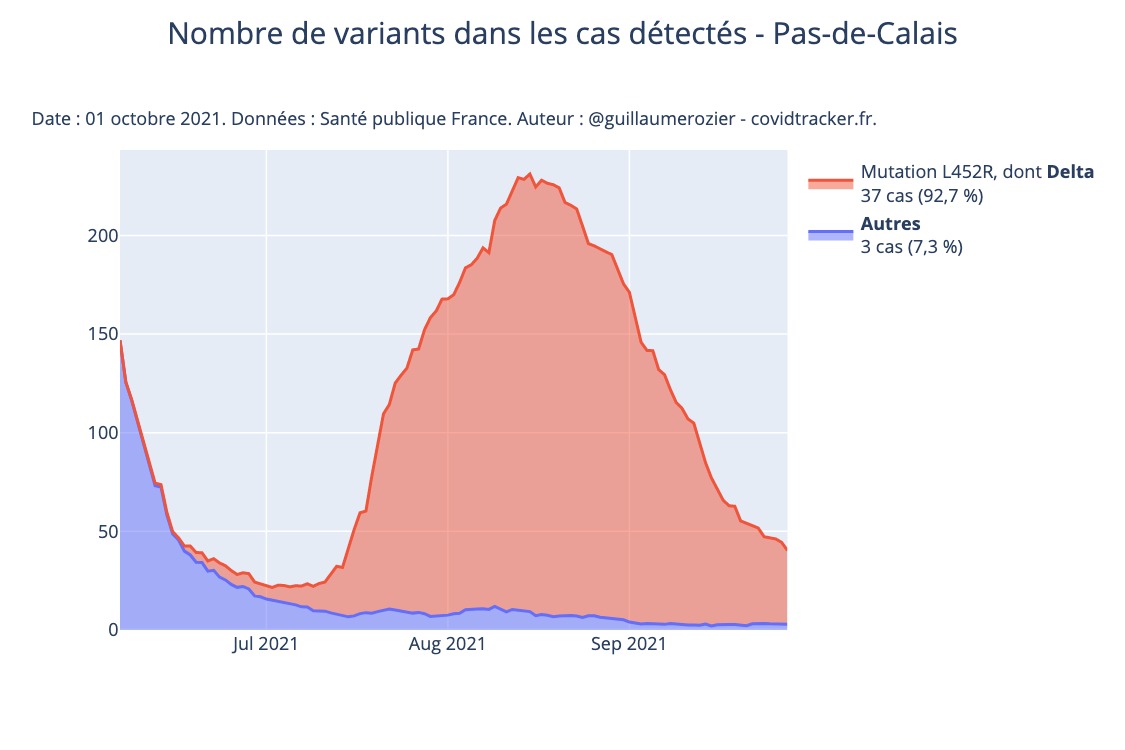 Nombre de variants dans les cas détectés - Pas-de-Calais
Date : 01 octobre 2021. Données : Santé publique France. Auteur : @guillaumerozier - covidtracker.fr.
Mutation L452R, dont Delta
37 cas (92,7 %)
Autres
3 cas (7,3 %)
200
150
100
50
0
Jul 2021
Aug 2021
Sep 2021